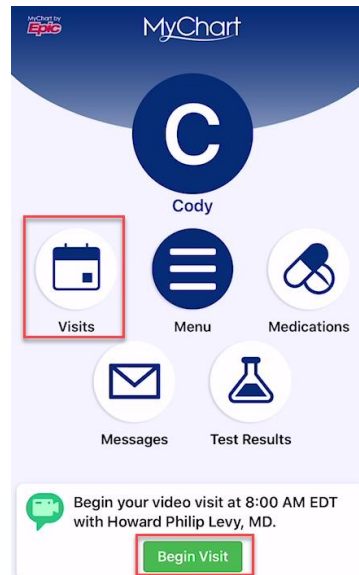 MyChart by
Epic
MyChart
C
Cody
Visits
Menu
Medications
Messages
Test Results
Begin your video visit at 8:00 AM EDT
with Howard Philip Levy, MD.
Begin Visit